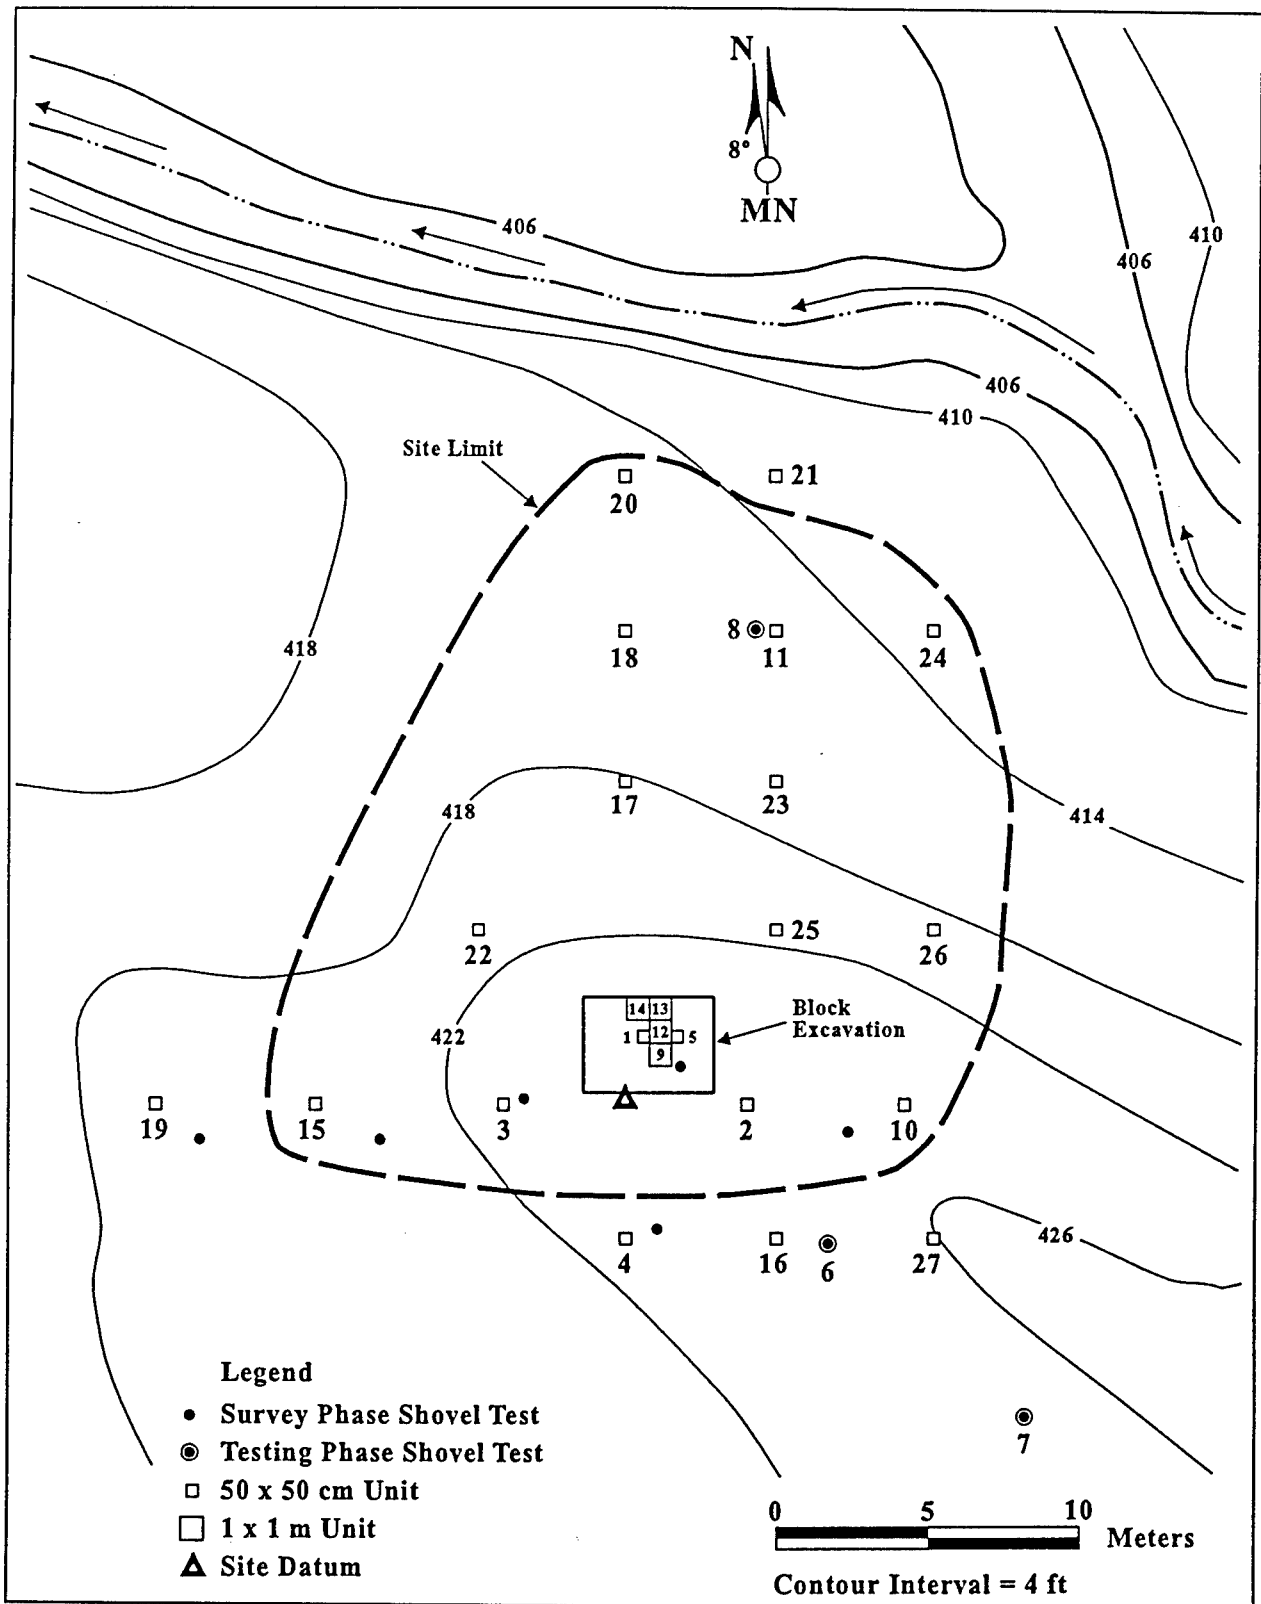 N
8°
MN
406
410
406
406
410
Site Limit
20
21
418
18
8
11
24
418
17
23
414
22
25
26
422
14
13
1
12
5
9
Block
Excavation
19
15
3
2
10
4
16
6
27
426
7
Legend
Survey Phase Shovel Test
Testing Phase Shovel Test
50 x 50 cm Unit
1 x 1 m Unit
Site Datum
0 5 10
Meters
Contour Interval = 4 ft